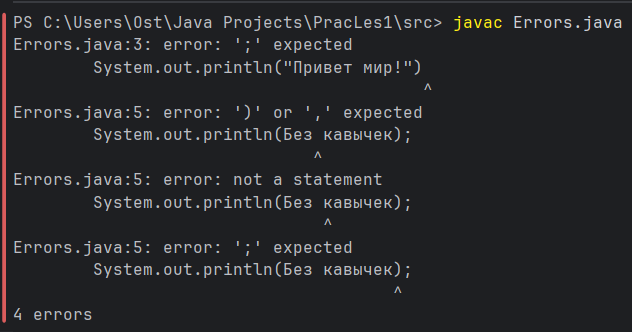 PS C:\Users\Ost\Java Projects\PracLes1\src> javac Errors.java
Errors.java:3: error: ';' expected
        System.out.println("Привет мир!")
                                         ^
Errors.java:5: error: ')' or ',' expected
        System.out.println(Без кавычек);
                              ^
Errors.java:5: error: not a statement
        System.out.println(Без кавычек);
                               ^
Errors.java:5: error: ';' expected
        System.out.println(Без кавычек);
                                      ^
4 errors